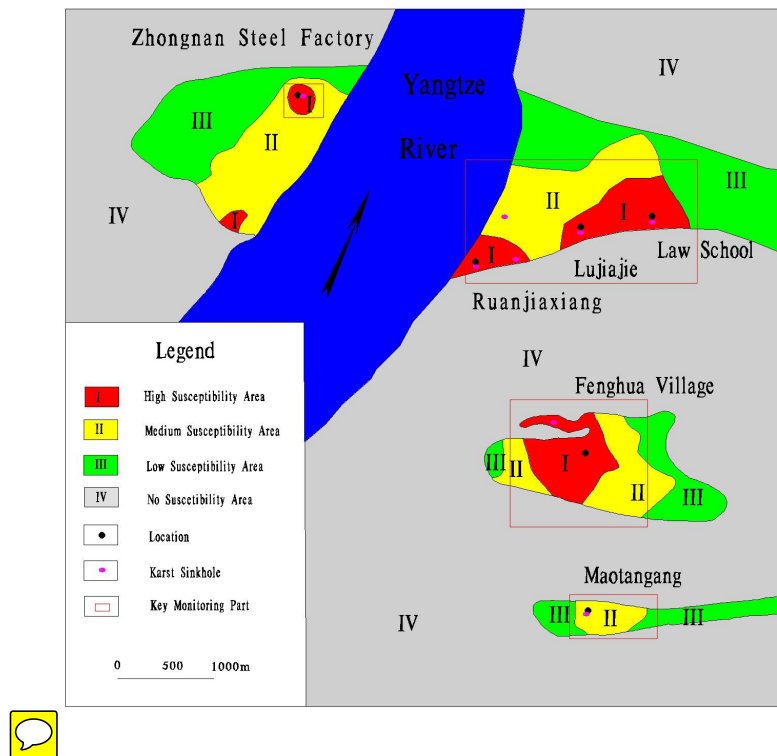 Zhongnan Steel Factory
IV
Yangtze
River
I
III
II
IV
I
III
II
I
I
Law School
Lujiajie
Ruanjiaxiang
Legend
I High Susceptibility Area
II Medium Susceptibility Area
III Low Susceptibility Area
IV No Suscetibility Area
Location
Karst Sinkhole
Key Monitoring Part
0 500 1000m
IV
Fenghua Village
III
II
I
II
III
Maotangang
IV
III
II
III